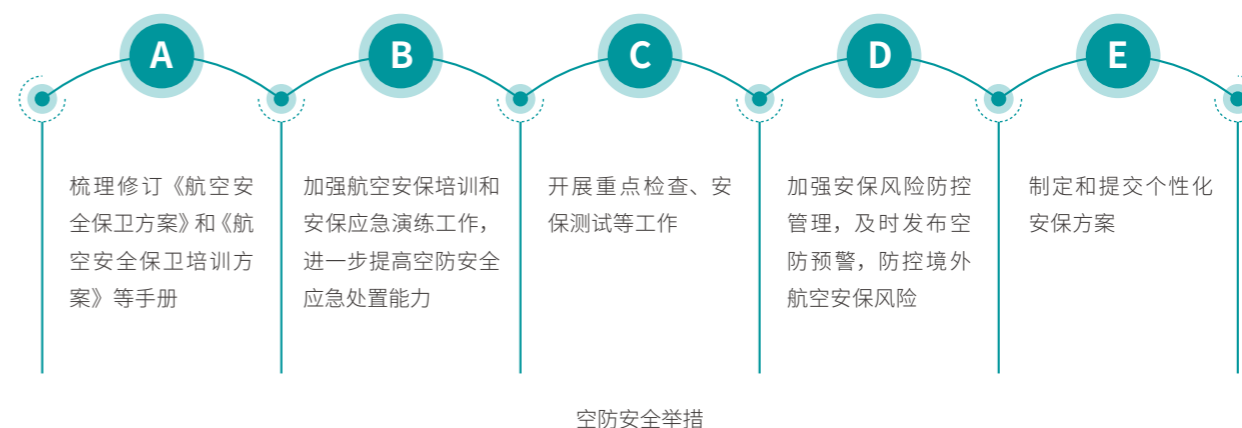 A
B
C
D
E
梳理修订《航空安
全保卫方案》和《航
空安全保卫培训方
案》等手册
加强航空安保培训和
安保应急演练工作，
进一步提高空防安全
应急处置能力
开展重点检查、安
保测试等工作
加强安保风险防控
管理，及时发布空
防预警，防控境外
航空安保风险
制定和提交个性化
安保方案
空防安全举措